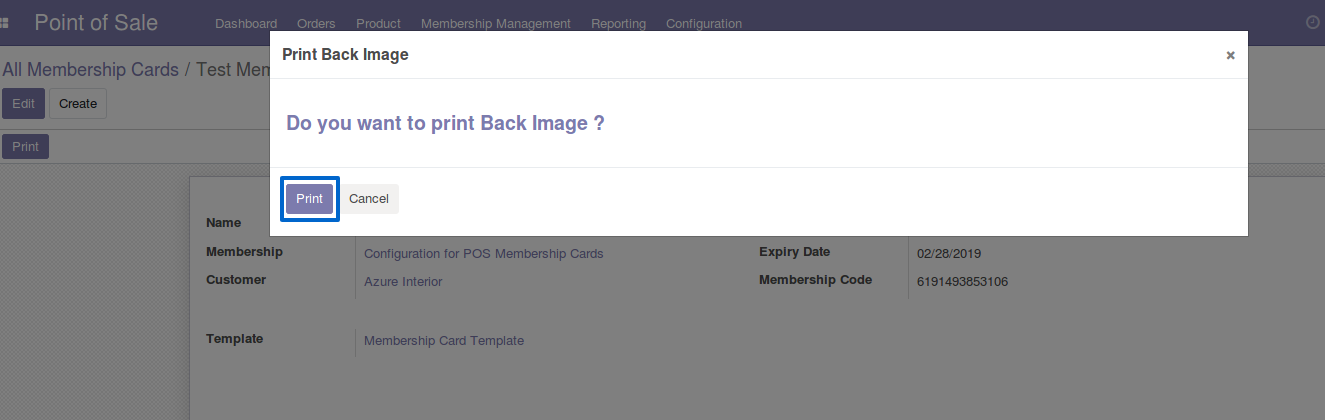 Point of Sale Dashboard Orders Product Membership Management Reporting Configuration
Print Back Image ×
All Membership Cards / Test
Edit Create
Do you want to print Back Image ?
Print
Print Cancel
Name
Membership Configuration for POS Membership Cards Expiry Date 02/28/2019
Customer Azure Interior Membership Code 6191493853106
Template Membership Card Template